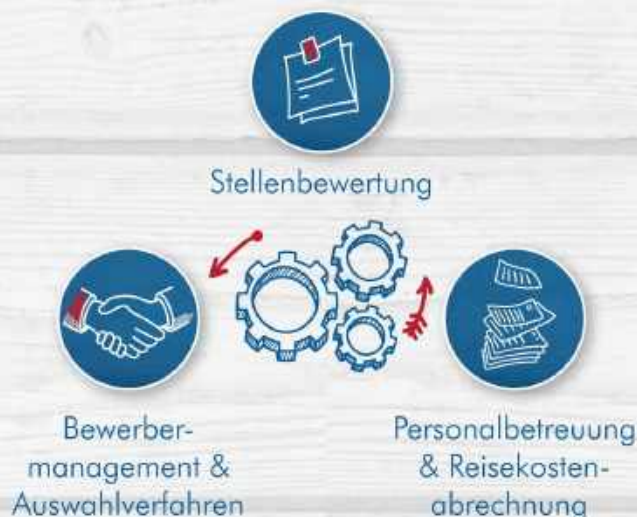 Stellenbewertung
Bewerber-
management &
Auswahlverfahren
Personalbetreuung
& Reisekosten-
abrechnung